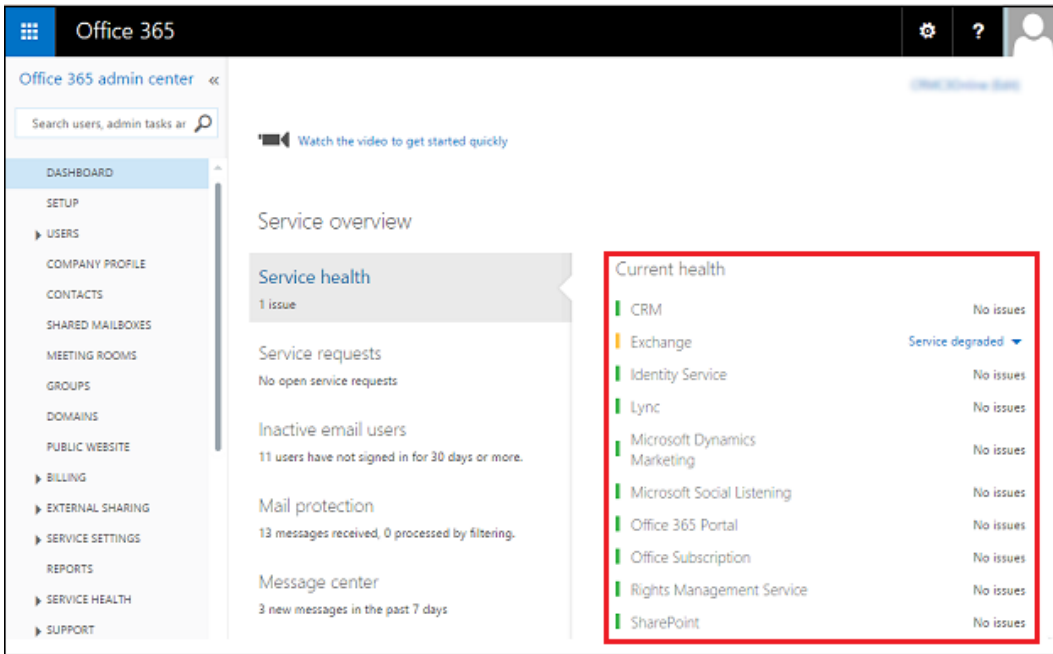 Office 365
?
Office 365 admin center «
Search users, admin tasks ar
DASHBOARD
SETUP
USERS
COMPANY PROFILE
CONTACTS
SHARED MAILBOXES
MEETING ROOMS
GROUPS
DOMAINS
PUBLIC WEBSITE
BILLING
EXTERNAL SHARING
SERVICE SETTINGS
REPORTS
SERVICE HEALTH
SUPPORT
Watch the video to get started quickly
Service overview
Service health
1 issue
Service requests
No open service requests
Inactive email users
11 users have not signed in for 30 days or more.
Mail protection
13 messages received, 0 processed by filtering.
Message center
3 new messages in the past 7 days
Current health
CRM No issues
Exchange Service degraded
Identity Service No issues
Lync No issues
Microsoft Dynamics
Marketing No issues
Microsoft Social Listening No issues
Office 365 Portal No issues
Office Subscription No issues
Rights Management Service No issues
SharePoint No issues